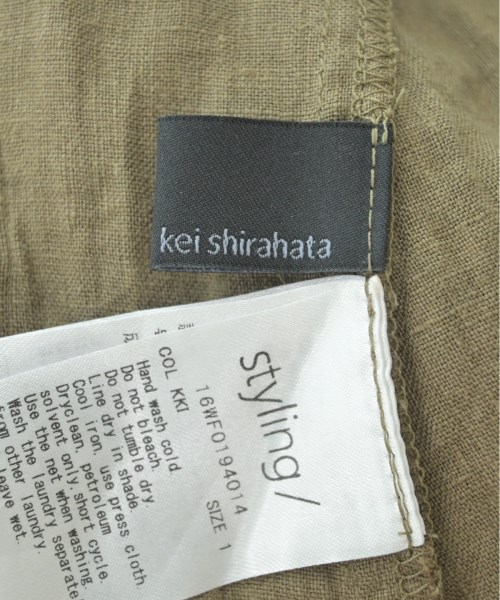 kei shirahata
styling/
16WF0194014
SIZE 1
COL KKI
Hand wash cold.
Do not bleach.
Do not tumble dry.
Line dry in shade.
Cool iron, use press cloth.
Dryclean, petroleum
solvent only,short cycle.
Use the net when washing.
Wash the laundry separate
from other laundry.
leave wet.